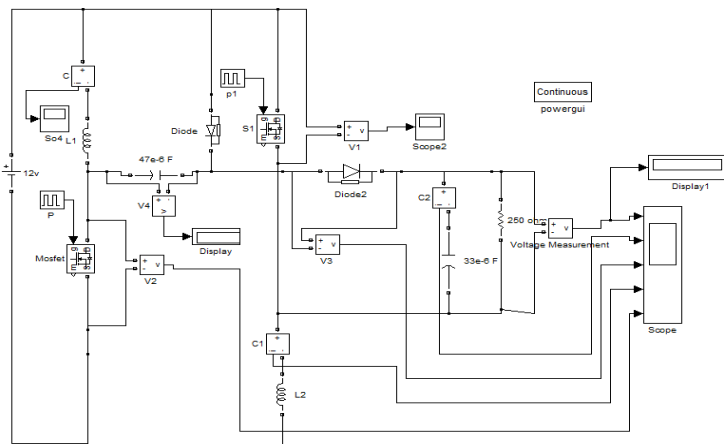 C
So4
L1
12v
P
Mosfet
47e-6 F
V4
Display
V2
Diode
p1
S1
V1
Scope2
Continuous
powergui
Diode2
V3
C2
33e-6 F
250 ohm
Voltage Measurement
Display1
Scope
C1
L2